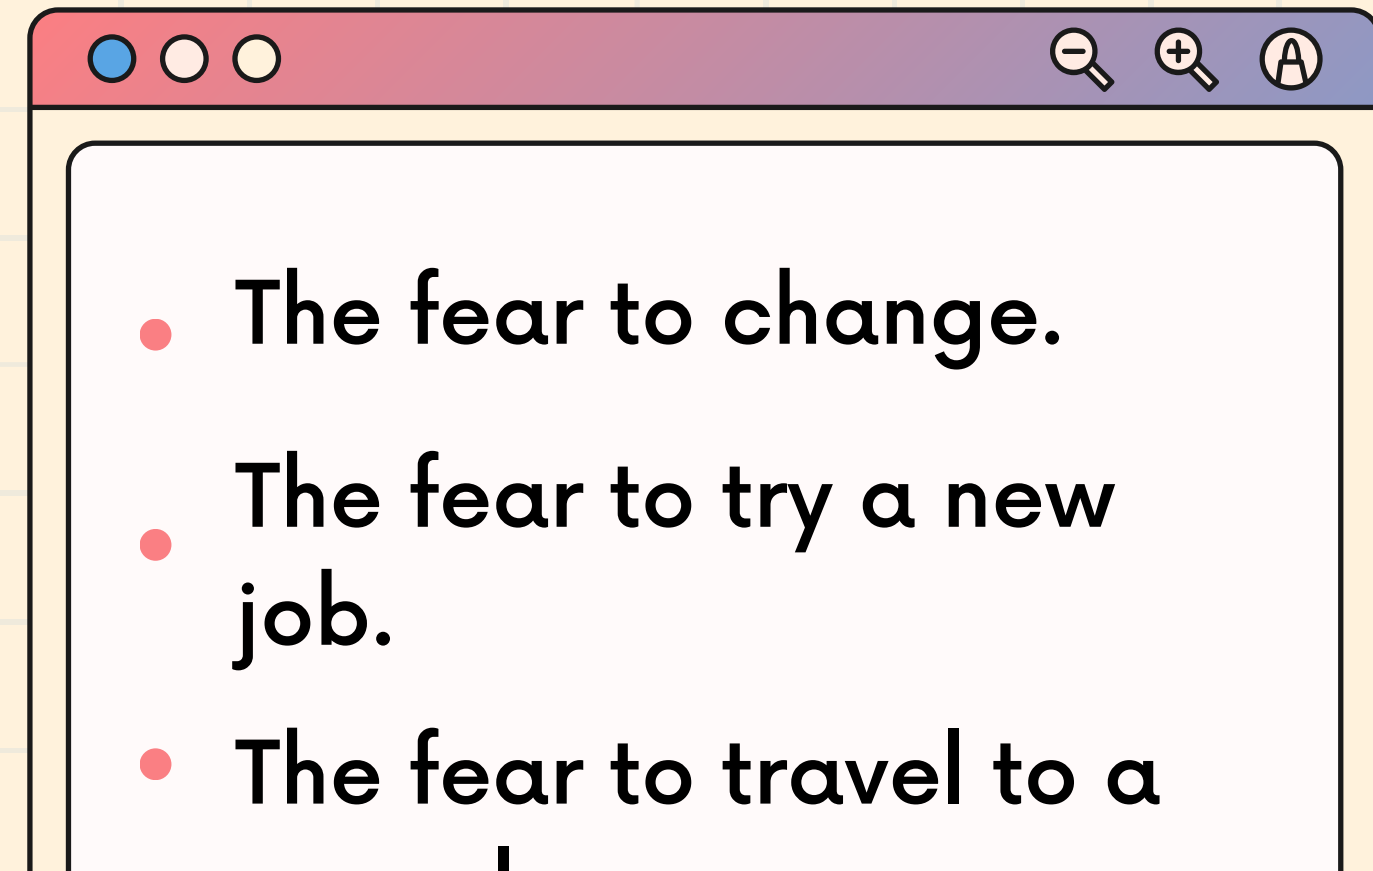 The fear to change.
The fear to try a new
job.
The fear to travel to a